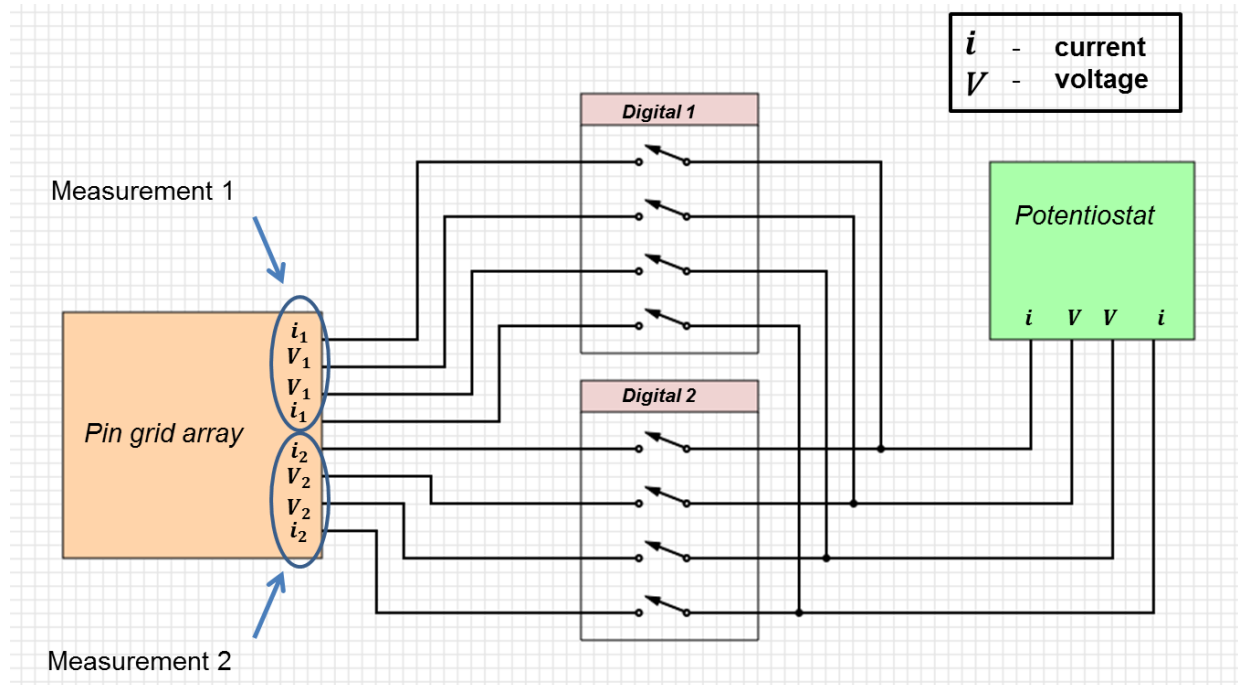 i - current
V - voltage
Digital 1
Measurement 1
Potentiostat
i V V i
i₁
V₁
V₁
i₁
Pin grid array
i₂
V₂
V₂
i₂
Digital 2
Measurement 2